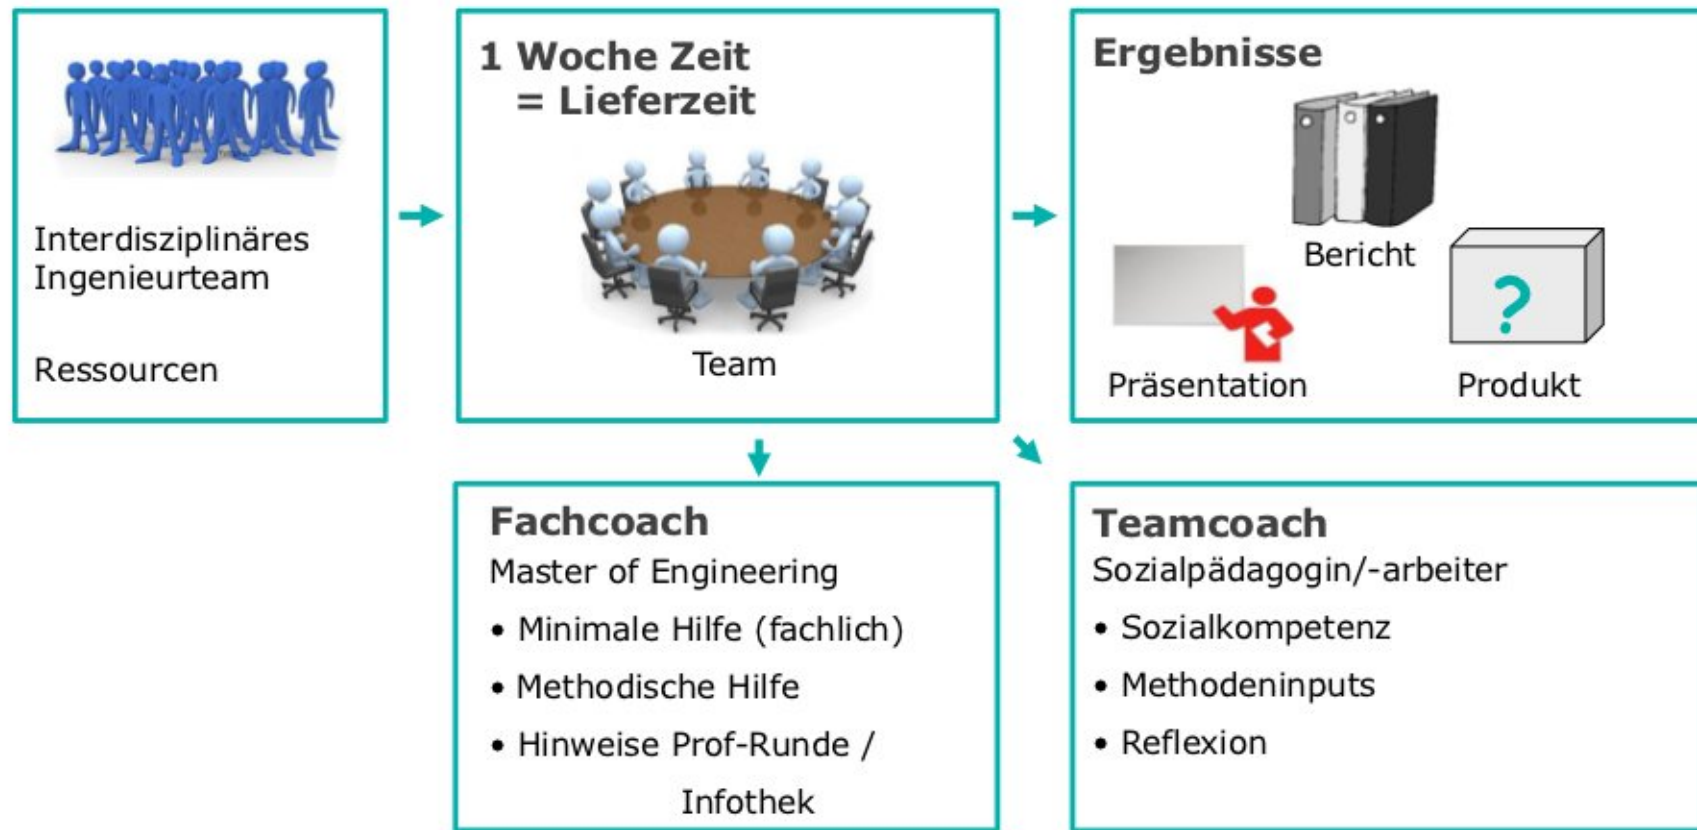 Interdisziplinäres
Ingenieurteam
Ressourcen
1 Woche Zeit
= Lieferzeit
Team
Ergebnisse
Bericht
?
Präsentation
Produkt
Fachcoach
Master of Engineering
• Minimale Hilfe (fachlich)
• Methodische Hilfe
• Hinweise Prof-Runde /
Infothek
Teamcoach
Sozialpädagogin/-arbeiter
• Sozialkompetenz
• Methodeninputs
• Reflexion